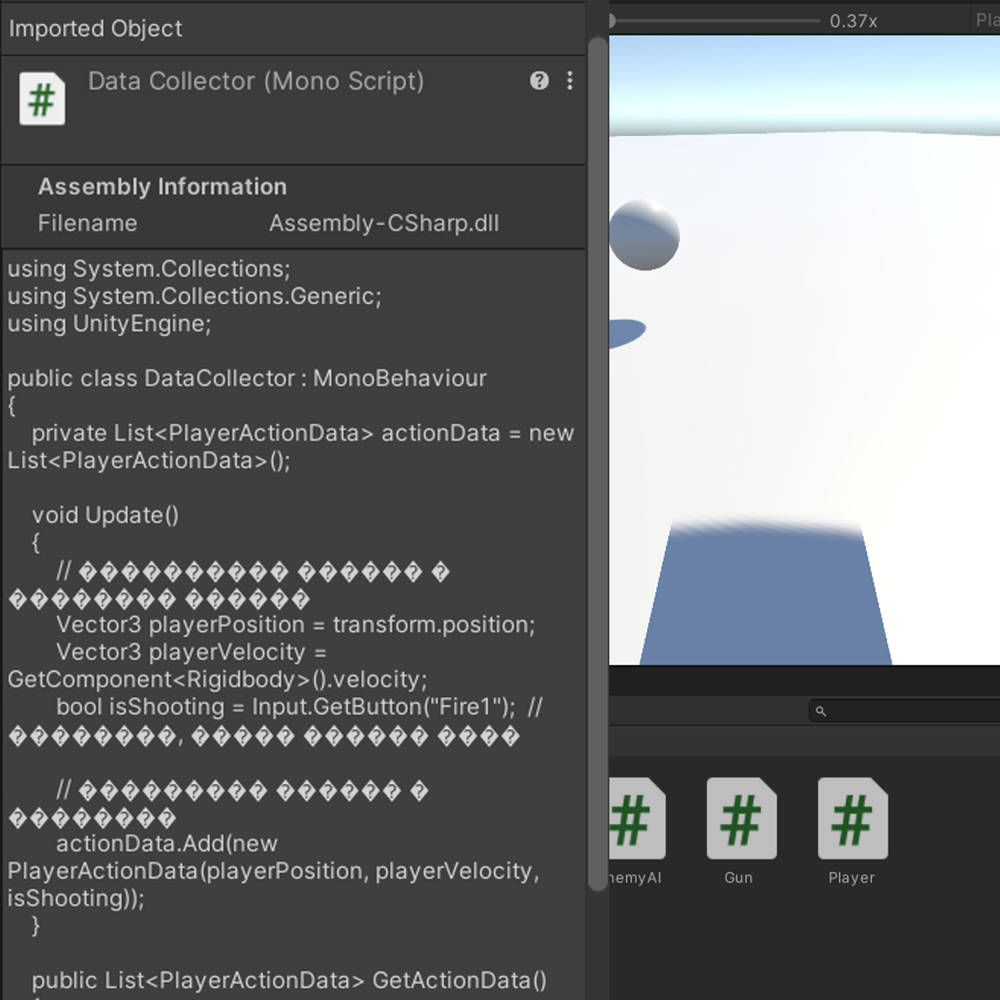 Imported Object
Data Collector (Mono Script)
Assembly Information
Filename Assembly-CSharp.dll
using System.Collections;
using System.Collections.Generic;
using UnityEngine;
public class DataCollector : MonoBehaviour
{
private List<PlayerActionData> actionData = new
List<PlayerActionData>();
void Update()
{
// ���������� ������ �
�������� ������
Vector3 playerPosition = transform.position;
Vector3 playerVelocity =
GetComponent<Rigidbody>().velocity;
bool isShooting = Input.GetButton("Fire1"); //
��������, ����� ������ ����
// ��������� ������ �
��������
actionData.Add(new
PlayerActionData(playerPosition, playerVelocity,
isShooting));
}
public List<PlayerActionData> GetActionData()
0.37x
Pla
nemyAI
Gun
Player